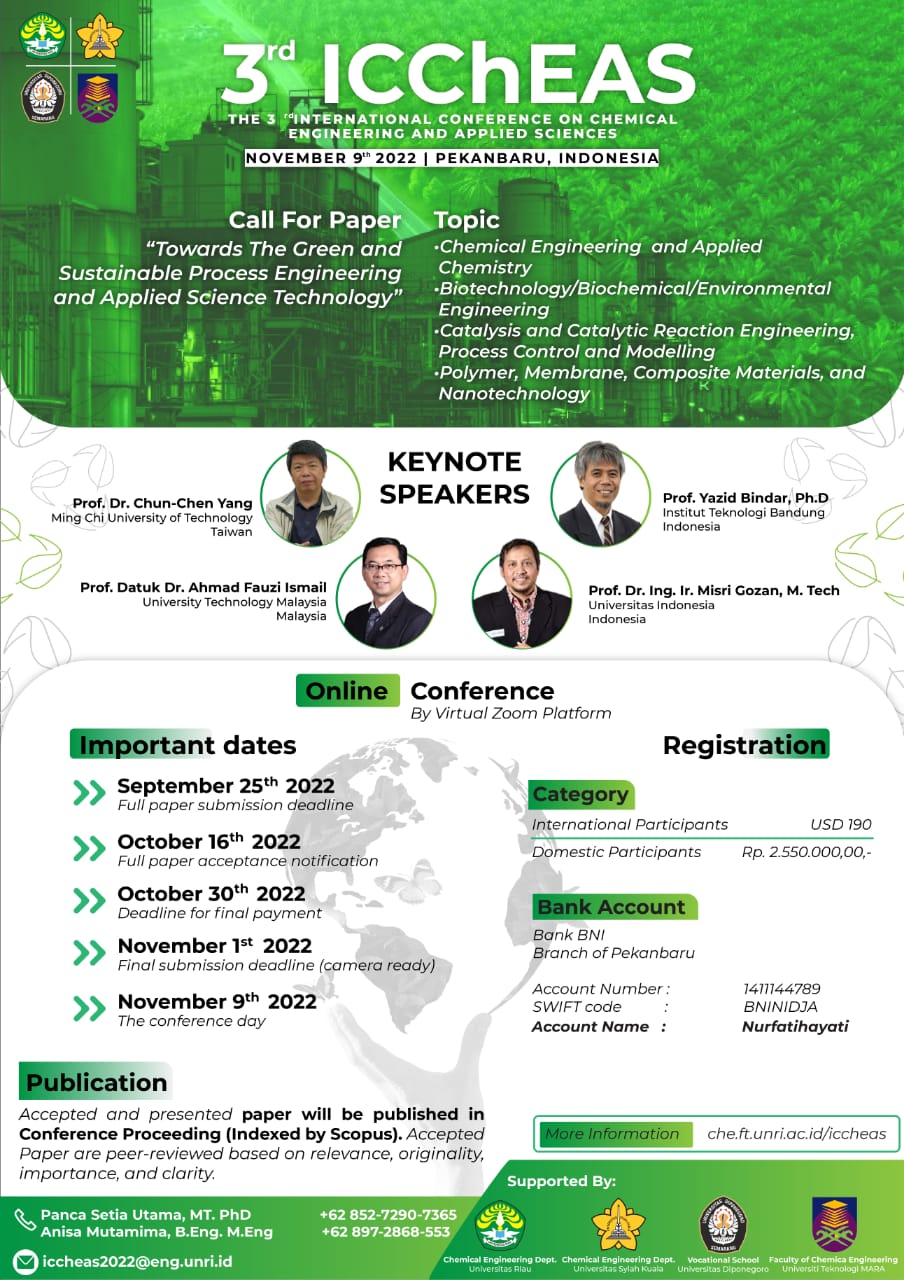 3rd ICChEAS
THE 3 rdINTERNATIONAL CONFERENCE ON CHEMICAL
ENGINEERING AND APPLIED SCIENCES
NOVEMBER 9th 2022 | PEKANBARU, INDONESIA
Call For Paper
“Towards The Green and
Sustainable Process Engineering
and Applied Science Technology”
Topic
•Chemical Engineering and Applied
Chemistry
•Biotechnology/Biochemical/Environmental
Engineering
•Catalysis and Catalytic Reaction Engineering,
Process Control and Modelling
•Polymer, Membrane, Composite Materials, and
Nanotechnology
KEYNOTE
SPEAKERS
Prof. Dr. Chun-Chen Yang
Ming Chi University of Technology
Taiwan
Prof. Yazid Bindar, Ph.D
Institut Teknologi Bandung
Indonesia
Prof. Datuk Dr. Ahmad Fauzi Ismail
University Technology Malaysia
Malaysia
Prof. Dr. Ing. Ir. Misri Gozan, M. Tech
Universitas Indonesia
Indonesia
Online Conference
By Virtual Zoom Platform
Important dates
September 25th 2022
Full paper submission deadline
October 16th 2022
Full paper acceptance notification
October 30th 2022
Deadline for final payment
November 1st 2022
Final submission deadline (camera ready)
November 9th 2022
The conference day
Registration
Category
International Participants USD 190
Domestic Participants Rp. 2.550.000,00,-
Bank Account
Bank BNI
Branch of Pekanbaru
Account Number : 1411144789
SWIFT code : BNINIDJA
Account Name : Nurfatihayati
Publication
Accepted and presented paper will be published in
Conference Proceeding (Indexed by Scopus). Accepted
Paper are peer-reviewed based on relevance, originality,
importance, and clarity.
More Information che.ft.unri.ac.id/iccheas
Panca Setia Utama, MT. PhD +62 852-7290-7365
Anisa Mutamima, B.Eng. M.Eng +62 897-2868-553
iccheas2022@eng.unri.id
Supported By:
SEMARANG
Chemical Engineering Dept.
Universitas Riau
Chemical Engineering Dept.
Universitas Syiah Kuala
Vocational School
Universitas Diponegoro
Faculty of Chemica Engineering
Universiti Teknologi MARA